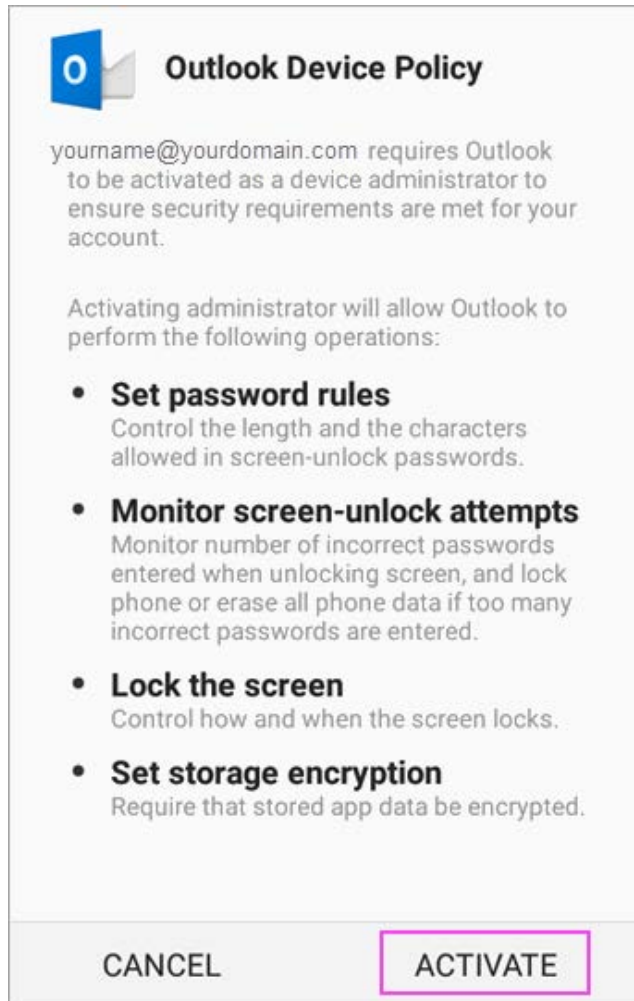 O
Outlook Device Policy
yourname@yourdomain.com requires Outlook
to be activated as a device administrator to
ensure security requirements are met for your
account.
Activating administrator will allow Outlook to
perform the following operations:
• Set password rules
Control the length and the characters
allowed in screen-unlock passwords.
• Monitor screen-unlock attempts
Monitor number of incorrect passwords
entered when unlocking screen, and lock
phone or erase all phone data if too many
incorrect passwords are entered.
• Lock the screen
Control how and when the screen locks.
• Set storage encryption
Require that stored app data be encrypted.
CANCEL ACTIVATE